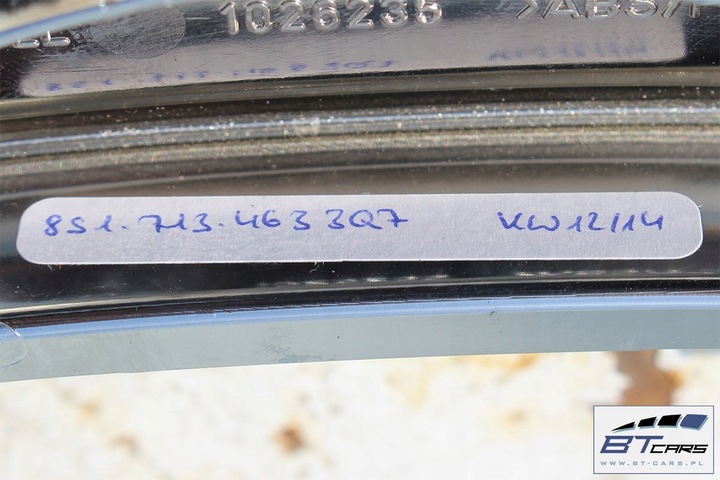 1026235 >ABS/
8S1.713.463 3Q7 KW12/14
BTCARS
WWW.BT-CARS.PL